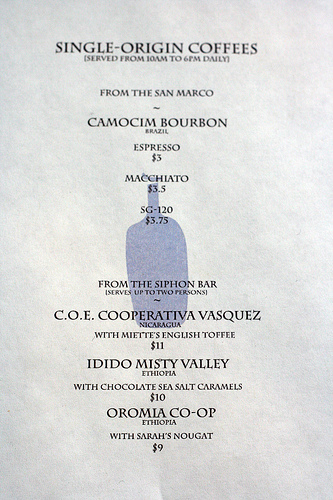 SINGLE-ORIGIN COFFEES
[SERVED FROM 10AM TO 6PM DAILY]
FROM THE SAN MARCO
~
CAMOCIM BOURBON
BRAZIL
ESPRESSO
$3
MACCHIATO
$3.5
SG-120
$3.75
FROM THE SIPHON BAR
[SERVES UP TO TWO PERSONS]
~
C.O.E. COOPERATIVA VASQUEZ
NICARAGUA
WITH MIETTE'S ENGLISH TOFFEE
$11
IDIDO MISTY VALLEY
ETHIOPIA
WITH CHOCOLATE SEA SALT CARAMELS
$10
OROMIA CO-OP
ETHIOPIA
WITH SARAH'S NOUGAT
$9